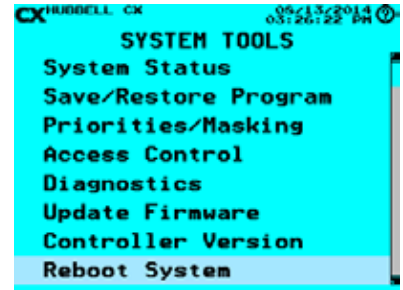 CX HUBBELL CX 05/13/2014
03:26:22 PM
SYSTEM TOOLS
System Status
Save/Restore Program
Priorities/Masking
Access Control
Diagnostics
Update Firmware
Controller Version
Reboot System